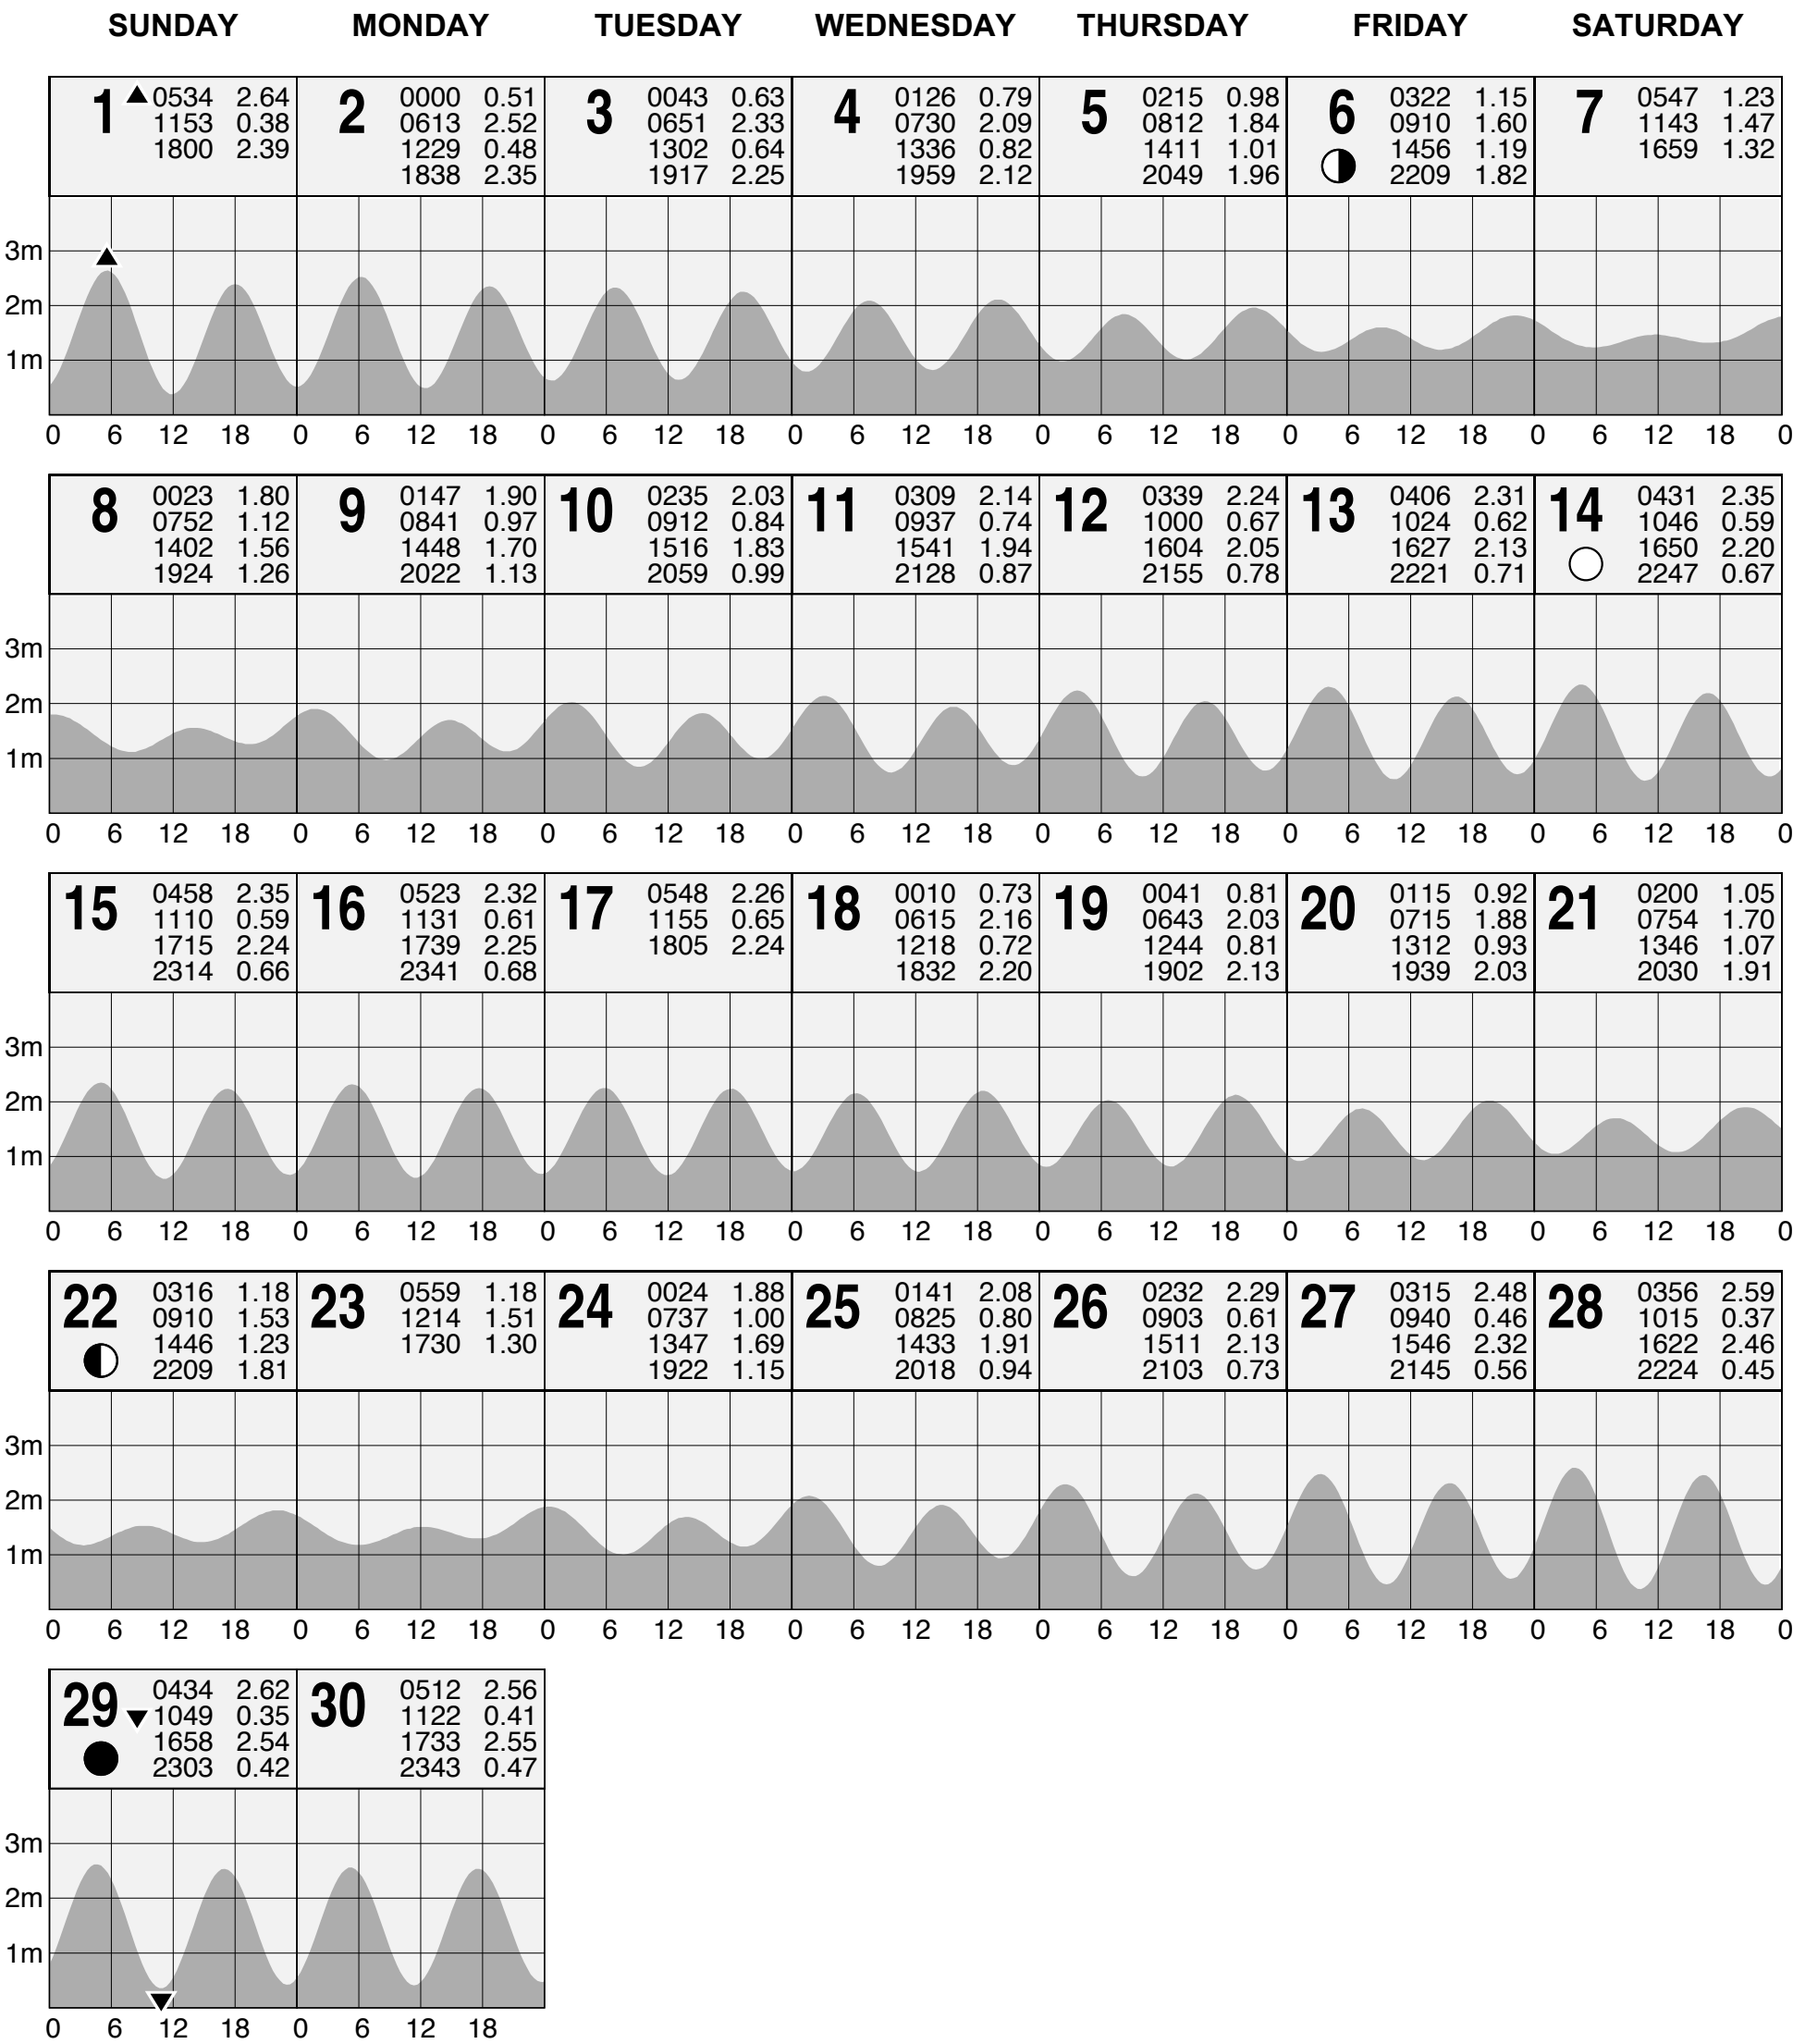 SUNDAY MONDAY TUESDAY WEDNESDAY THURSDAY FRIDAY SATURDAY
1 0534 2.64
1153 0.38
1800 2.39
2 0000 0.51
0613 2.52
1229 0.48
1838 2.35
3 0043 0.63
0651 2.33
1302 0.64
1917 2.25
4 0126 0.79
0730 2.09
1336 0.82
1959 2.12
5 0215 0.98
0812 1.84
1411 1.01
2049 1.96
6 0322 1.15
0910 1.60
1456 1.19
2209 1.82
7 0547 1.23
1143 1.47
1659 1.32
3m
2m
1m
0 6 12 18 0 6 12 18 0 6 12 18 0 6 12 18 0 6 12 18 0 6 12 18 0 6 12 18 0
8 0023 1.80
0752 1.12
1402 1.56
1924 1.26
9 0147 1.90
0841 0.97
1448 1.70
2022 1.13
10 0235 2.03
0912 0.84
1516 1.83
2059 0.99
11 0309 2.14
0937 0.74
1541 1.94
2128 0.87
12 0339 2.24
1000 0.67
1604 2.05
2155 0.78
13 0406 2.31
1024 0.62
1627 2.13
2221 0.71
14 0431 2.35
1046 0.59
1650 2.20
2247 0.67
3m
2m
1m
0 6 12 18 0 6 12 18 0 6 12 18 0 6 12 18 0 6 12 18 0 6 12 18 0 6 12 18 0
15 0458 2.35
1110 0.59
1715 2.24
2314 0.66
16 0523 2.32
1131 0.61
1739 2.25
2341 0.68
17 0548 2.26
1155 0.65
1805 2.24
18 0010 0.73
0615 2.16
1218 0.72
1832 2.20
19 0041 0.81
0643 2.03
1244 0.81
1902 2.13
20 0115 0.92
0715 1.88
1312 0.93
1939 2.03
21 0200 1.05
0754 1.70
1346 1.07
2030 1.91
3m
2m
1m
0 6 12 18 0 6 12 18 0 6 12 18 0 6 12 18 0 6 12 18 0 6 12 18 0 6 12 18 0
22 0316 1.18
0910 1.53
1446 1.23
2209 1.81
23 0559 1.18
1214 1.51
1730 1.30
24 0024 1.88
0737 1.00
1347 1.69
1922 1.15
25 0141 2.08
0825 0.80
1433 1.91
2018 0.94
26 0232 2.29
0903 0.61
1511 2.13
2103 0.73
27 0315 2.48
0940 0.46
1546 2.32
2145 0.56
28 0356 2.59
1015 0.37
1622 2.46
2224 0.45
3m
2m
1m
0 6 12 18 0 6 12 18 0 6 12 18 0 6 12 18 0 6 12 18 0 6 12 18 0 6 12 18 0
29 0434 2.62
1049 0.35
1658 2.54
2303 0.42
30 0512 2.56
1122 0.41
1733 2.55
2343 0.47
3m
2m
1m
0 6 12 18 0 6 12 18